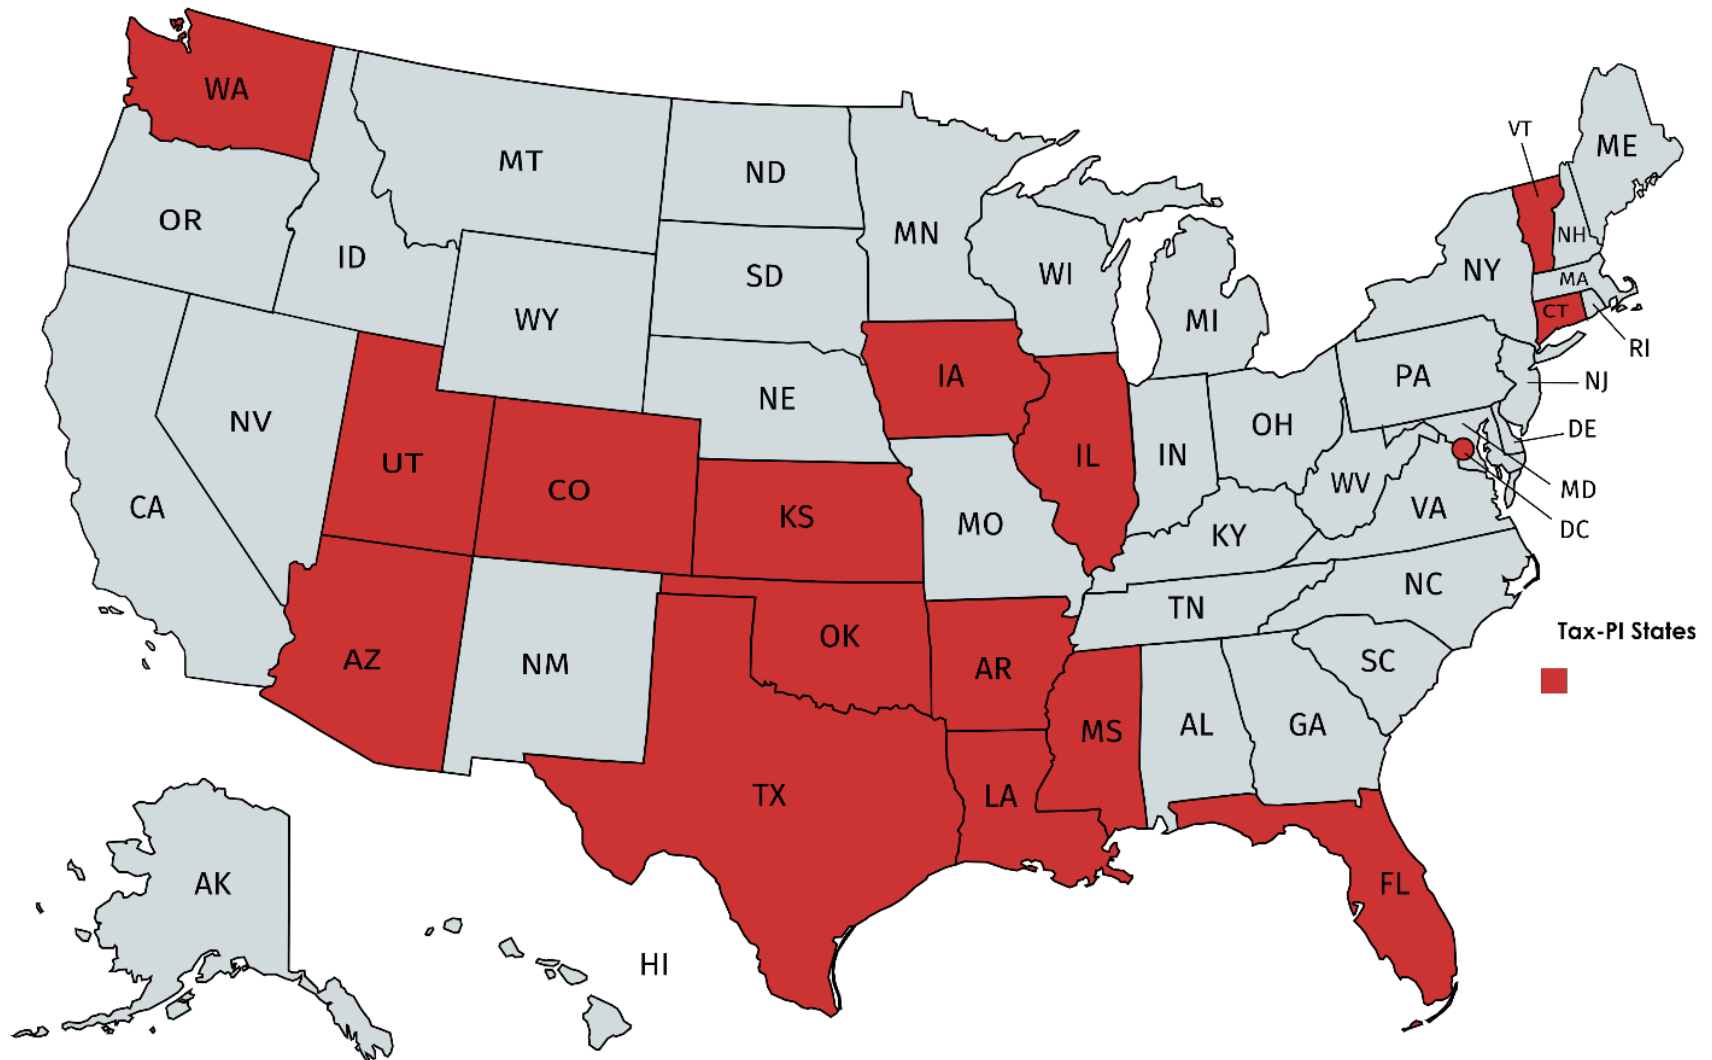 WA
MT
ND
OR
ID
MN
VT
ME
NH
WY
SD
WI
NY
MA
MI
CT
RI
NV
UT
CO
NE
IA
IL
IN
OH
PA
NJ
DE
MD
DC
CA
KS
MO
KY
WV
VA
AZ
NM
OK
AR
TN
NC
Tax-PI States
SC
TX
LA
MS
AL
GA
FL
AK
HI